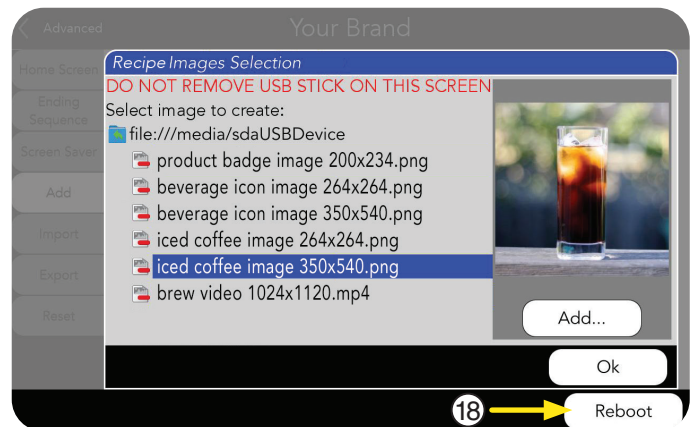 Advanced
Your Brand
Home Screen
Ending
Sequence
Screen Saver
Add
Import
Export
Reset
Recipe Images Selection
DO NOT REMOVE USB STICK ON THIS SCREEN
Select image to create:
file:///media/sdaUSBDevice
product badge image 200x234.png
beverage icon image 264x264.png
beverage icon image 350x540.png
iced coffee image 264x264.png
iced coffee image 350x540.png
brew video 1024x1120.mp4
Add...
Ok
18
Reboot